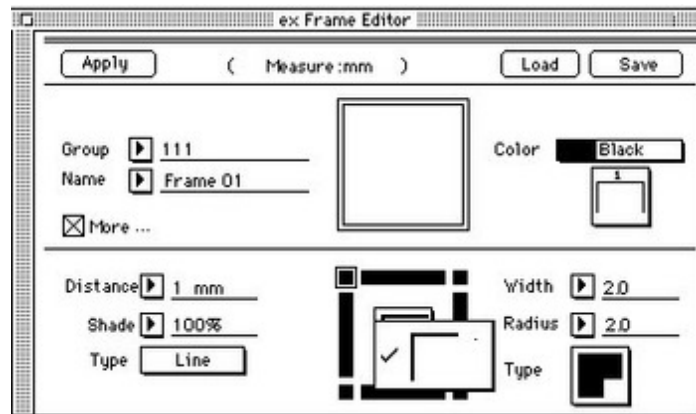 ex Frame Editor
Apply ( Measure:mm ) Load Save
Group 111 Color Black
Name Frame 01 1
More ...
Distance 1 mm Width 2.0
Shade 100% Radius 2.0
Type Line Type